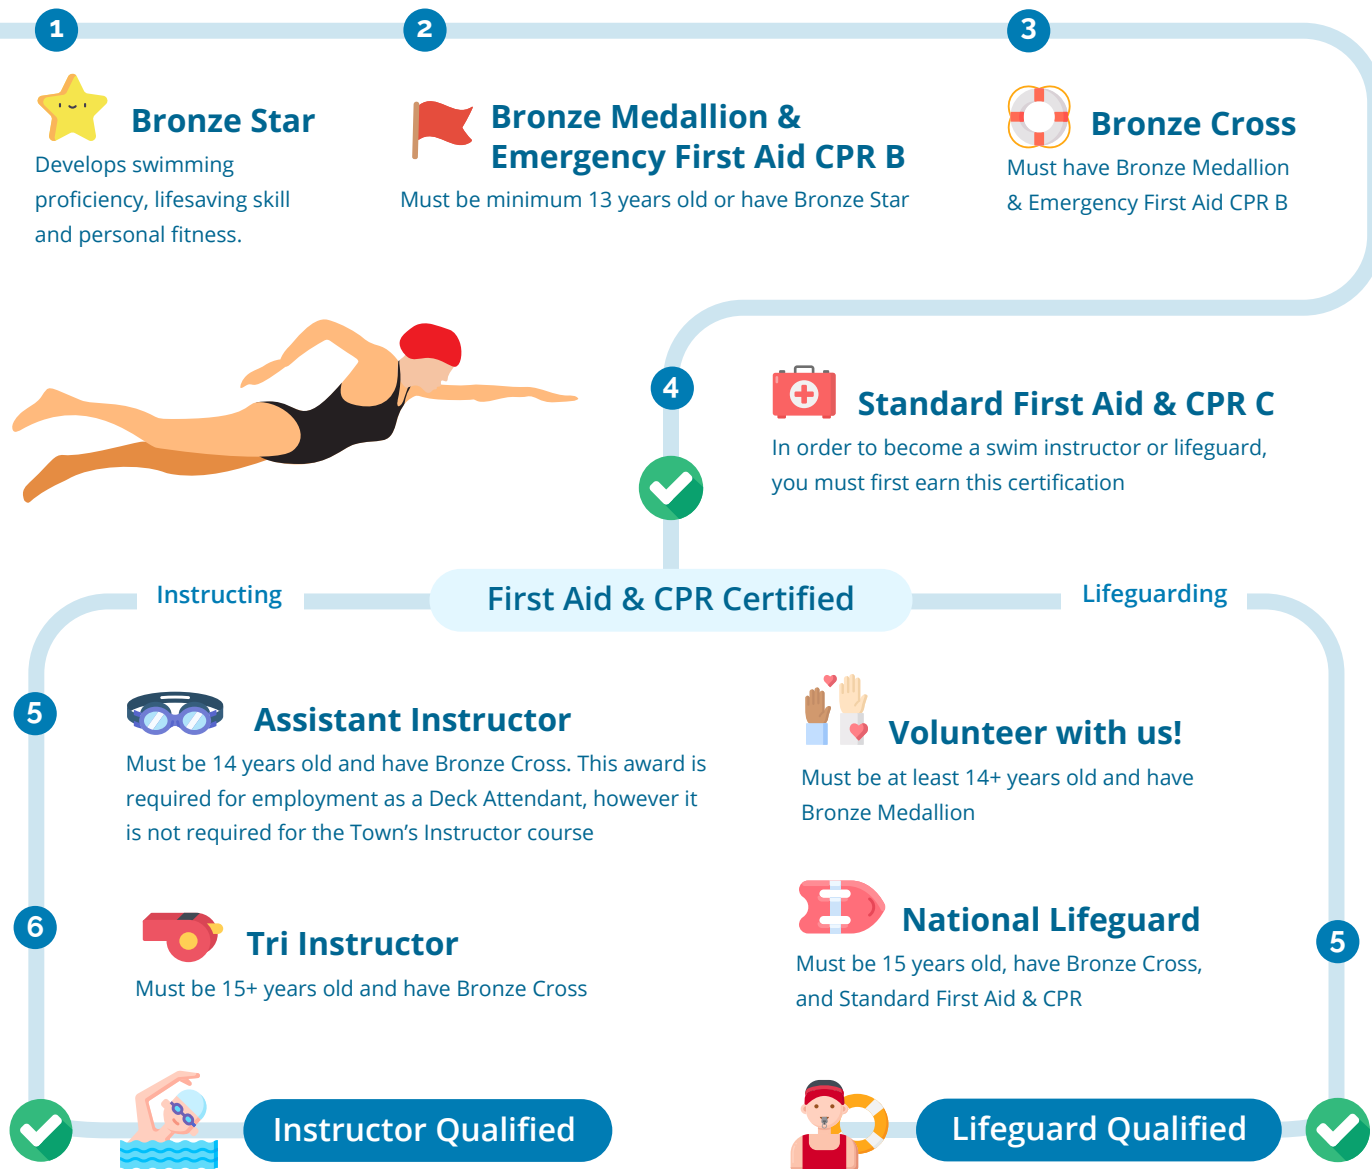 1
Bronze Star
Develops swimming
proficiency, lifesaving skill
and personal fitness.
2
Bronze Medallion &
Emergency First Aid CPR B
Must be minimum 13 years old or have Bronze Star
3
Bronze Cross
Must have Bronze Medallion
& Emergency First Aid CPR B
4
Standard First Aid & CPR C
In order to become a swim instructor or lifeguard,
you must first earn this certification
First Aid & CPR Certified
Instructing
5
Assistant Instructor
Must be 14 years old and have Bronze Cross. This award is
required for employment as a Deck Attendant, however it
is not required for the Town’s Instructor course
6
Tri Instructor
Must be 15+ years old and have Bronze Cross
Instructor Qualified
Lifeguarding
Volunteer with us!
Must be at least 14+ years old and have
Bronze Medallion
5
National Lifeguard
Must be 15 years old, have Bronze Cross,
and Standard First Aid & CPR
Lifeguard Qualified